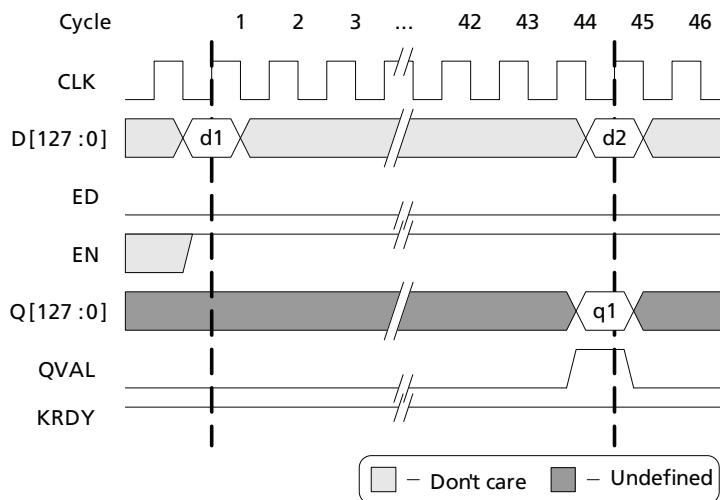 Cycle 1 2 3 ... 42 43 44 45 46
CLK
D[127 :0] d1 d2
ED
EN
Q[127 :0] q1
QVAL
KRDY
– Don't care – Undefined